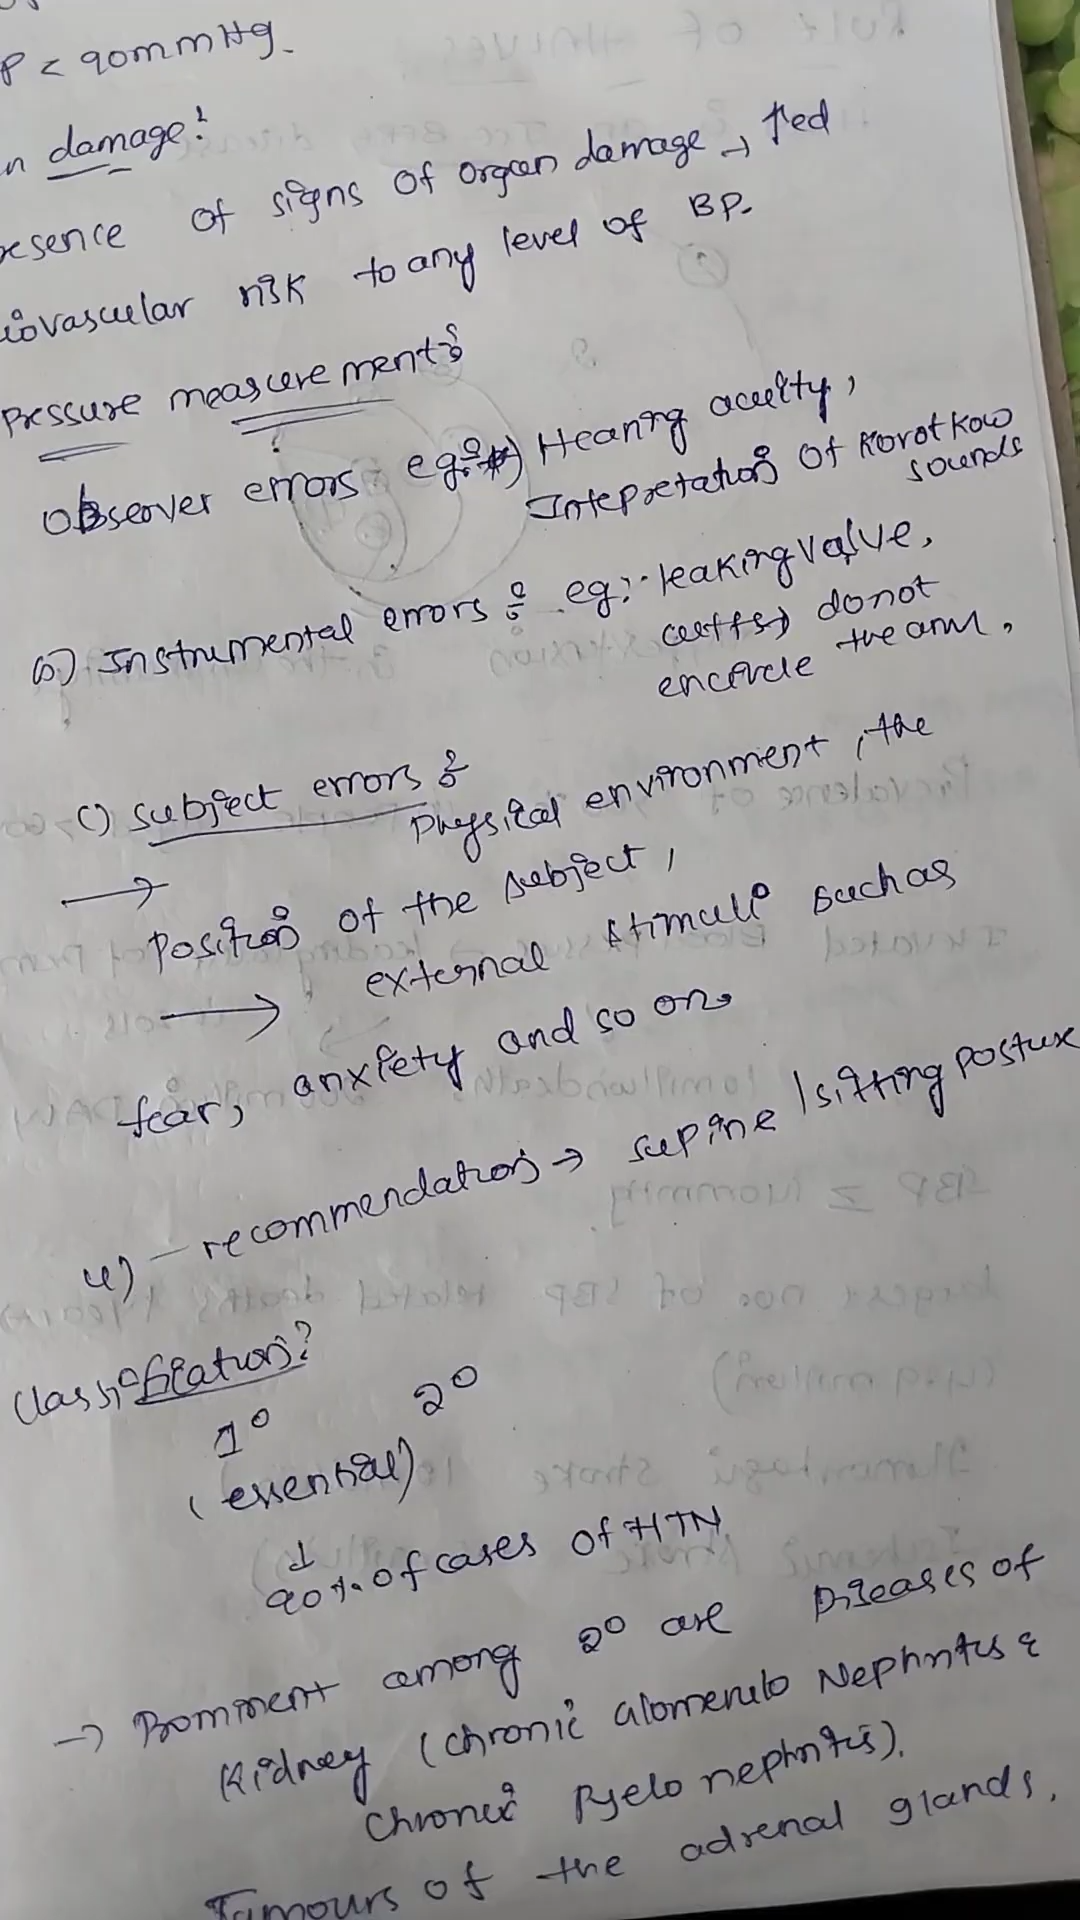 P < 90mmHg.
n damage:
esence of signs of organ damage → ↑ed
iovascular risk to any level of BP.
Pressure measurement:
Observer errors: eg:→ Hearing acuity,
Intepretation of Korotkow
sounds
b) Instrumental errors: eg:- leaking valve,
cuffs→ donot
encircle the arm.
c) subject errors:
→ Physical environment, the
Position of the subject,
→ external stimuli such as
fear, anxiety and so on.
4) - recommendation → supine / sitting posture
Classification?
1° 2°
(essential)
↓
90% of cases of HTN
→ Prominent among 2° are Diseases of
Kidney (chronic Glomerulo Nephritis &
chronic Pyelo nephritis).
Tumours of the adrenal glands.